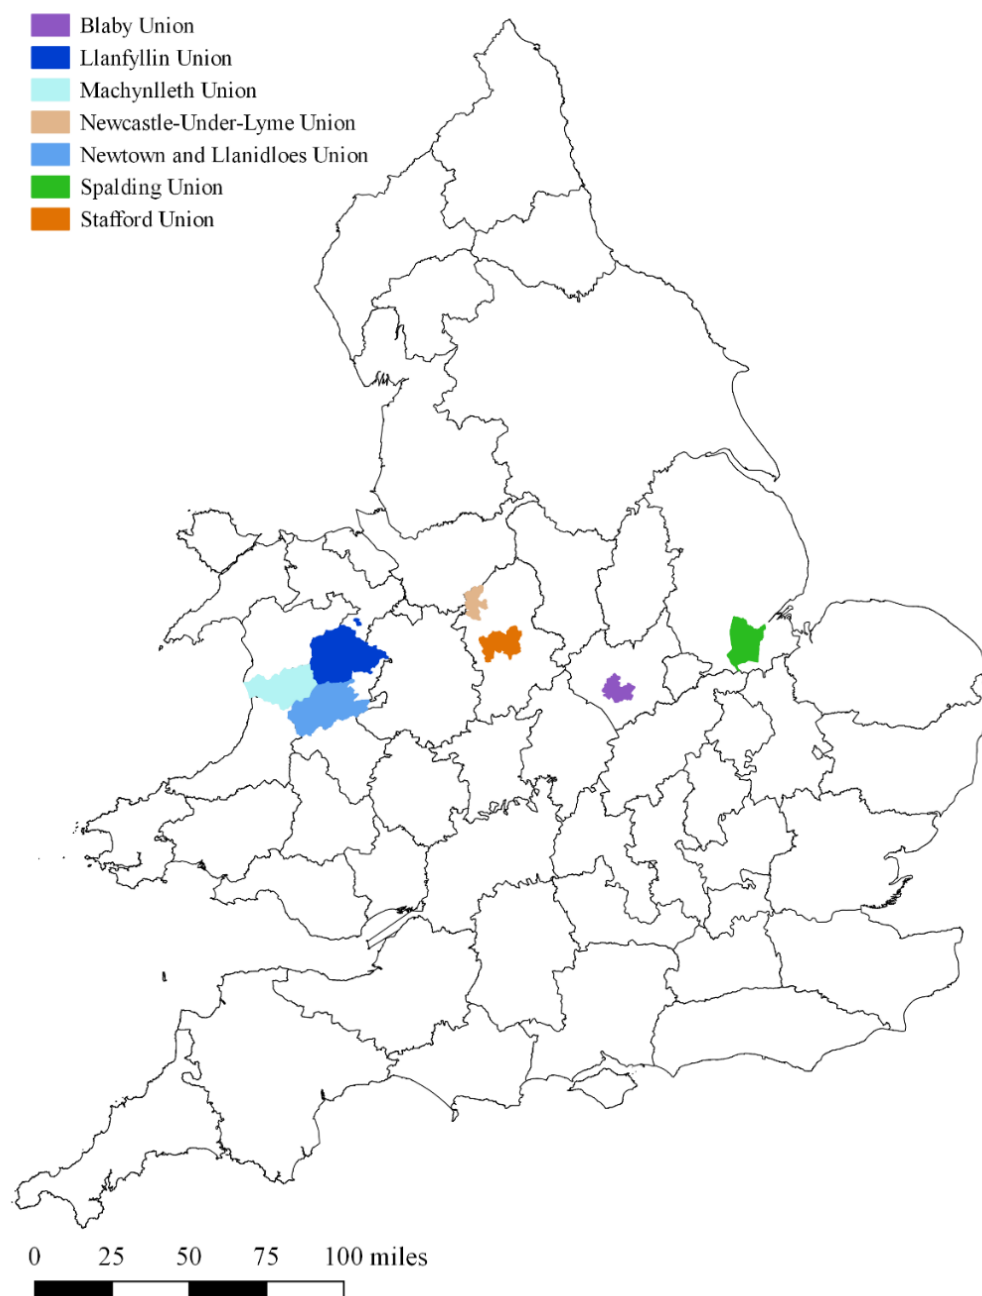 Blaby Union
Llanfyllin Union
Machynlleth Union
Newcastle-Under-Lyme Union
Newtown and Llanidloes Union
Spalding Union
Stafford Union
0 25 50 75 100 miles